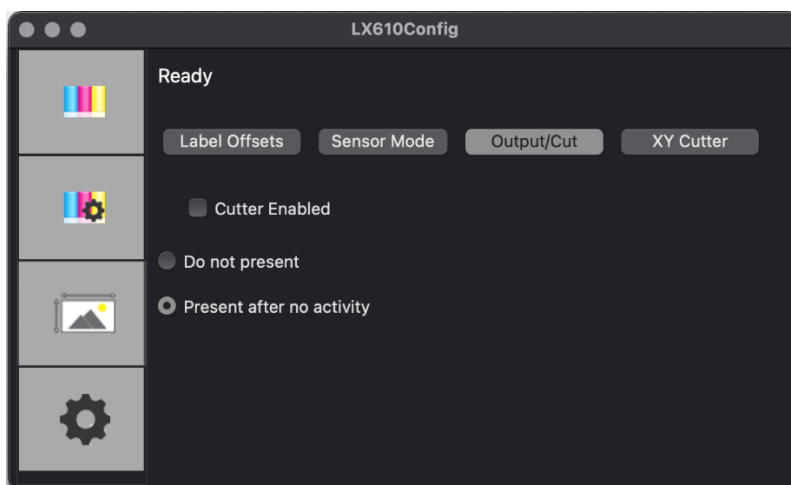 LX610Config
Ready
Label Offsets Sensor Mode Output/Cut XY Cutter
Cutter Enabled
Do not present
Present after no activity